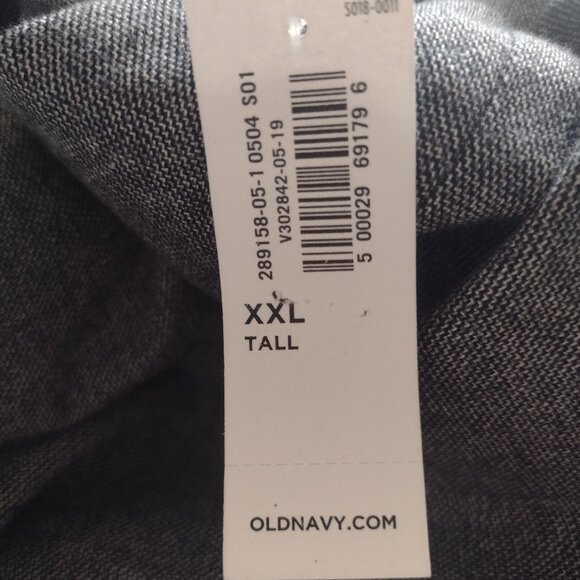 S018-0011
289158-05-1 0504 S01
V302842-05-19
5 00029 69179 6
XXL
TALL
OLDNAVY.COM